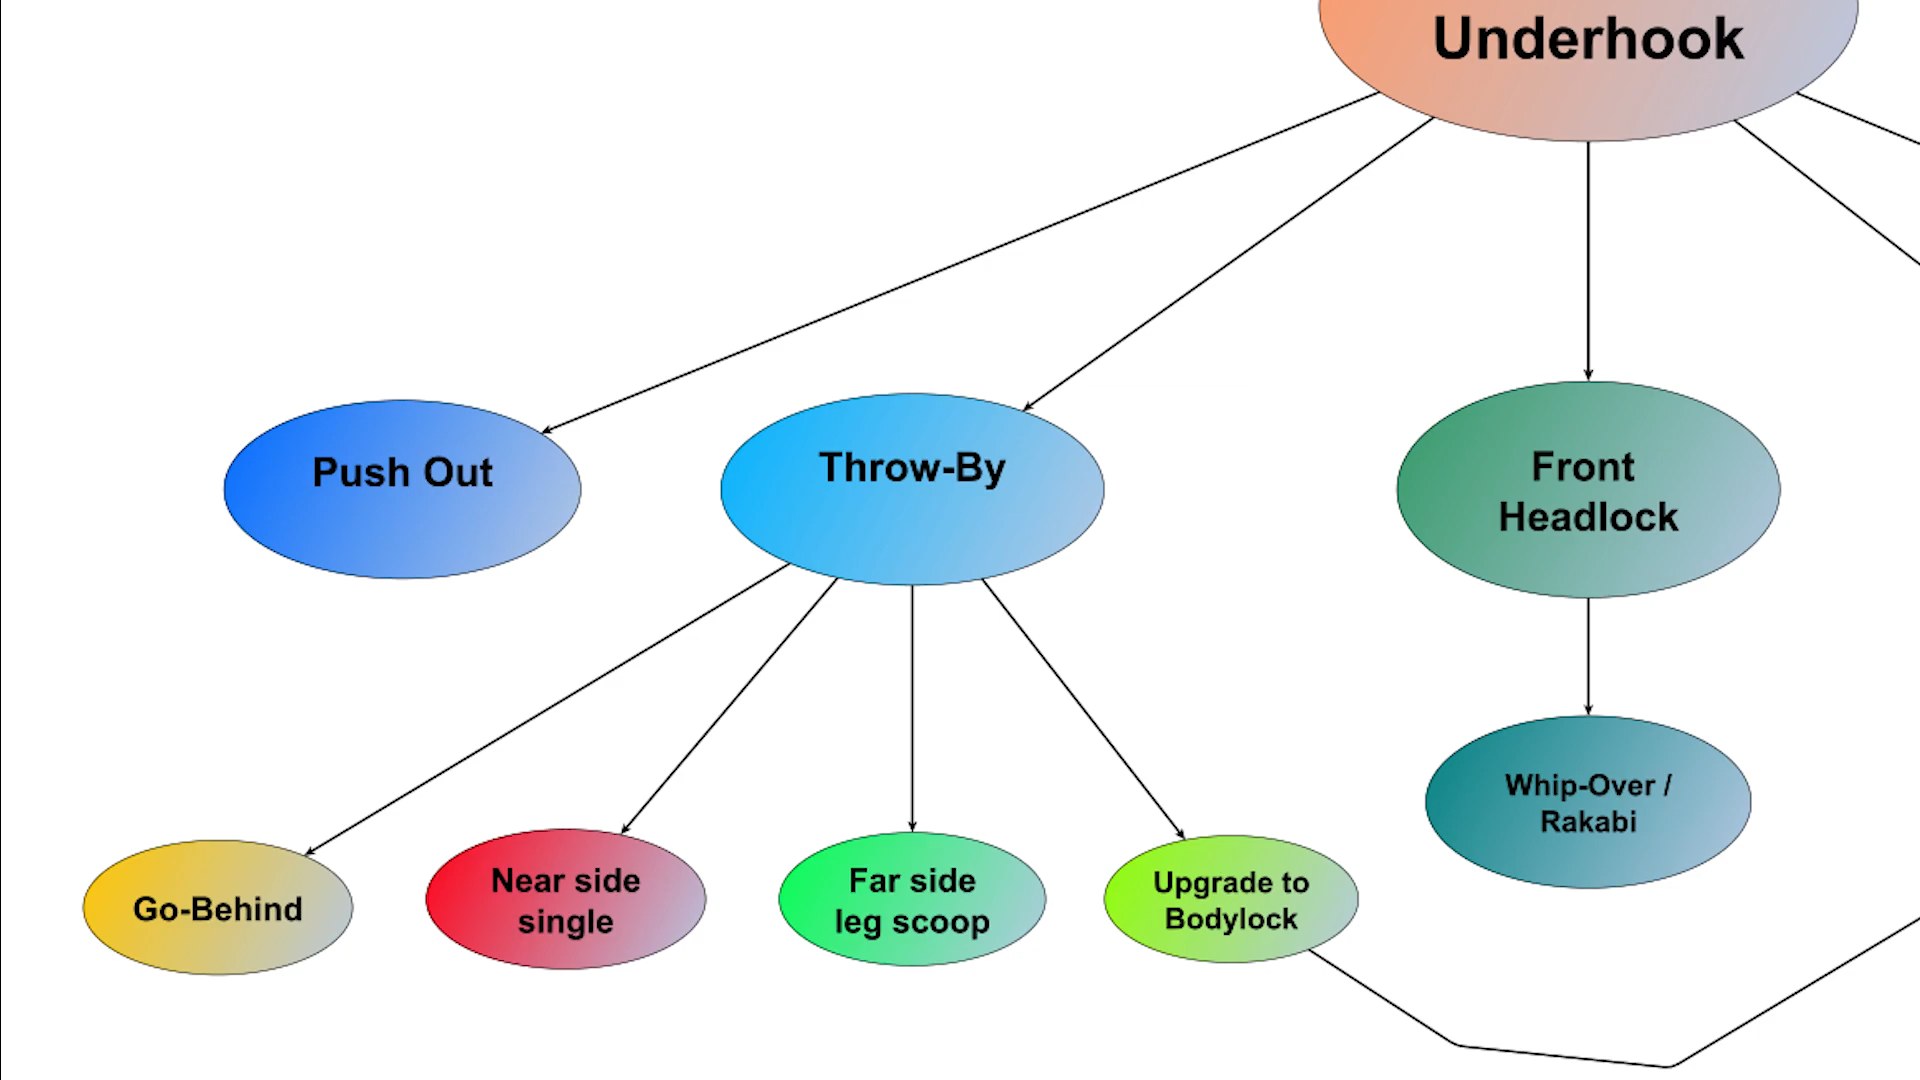 Underhook
Push Out
Throw-By
Front
Headlock
Whip-Over /
Rakabi
Go-Behind
Near side
single
Far side
leg scoop
Upgrade to
Bodylock